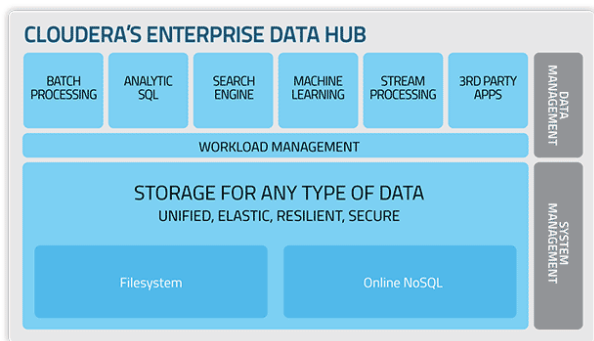 CLOUDERA'S ENTERPRISE DATA HUB
BATCH
PROCESSING
ANALYTIC
SQL
SEARCH
ENGINE
MACHINE
LEARNING
STREAM
PROCESSING
3RD PARTY
APPS
DATA
MANAGEMENT
WORKLOAD MANAGEMENT
STORAGE FOR ANY TYPE OF DATA
UNIFIED, ELASTIC, RESILIENT, SECURE
Filesystem
Online NoSQL
SYSTEM
MANAGEMENT